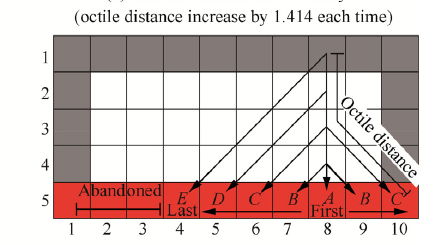 (octile distance increase by 1.414 each time)
1
2
3
4
5
Octile distance
Abandoned
E D C B A B C
Last First
1 2 3 4 5 6 7 8 9 10